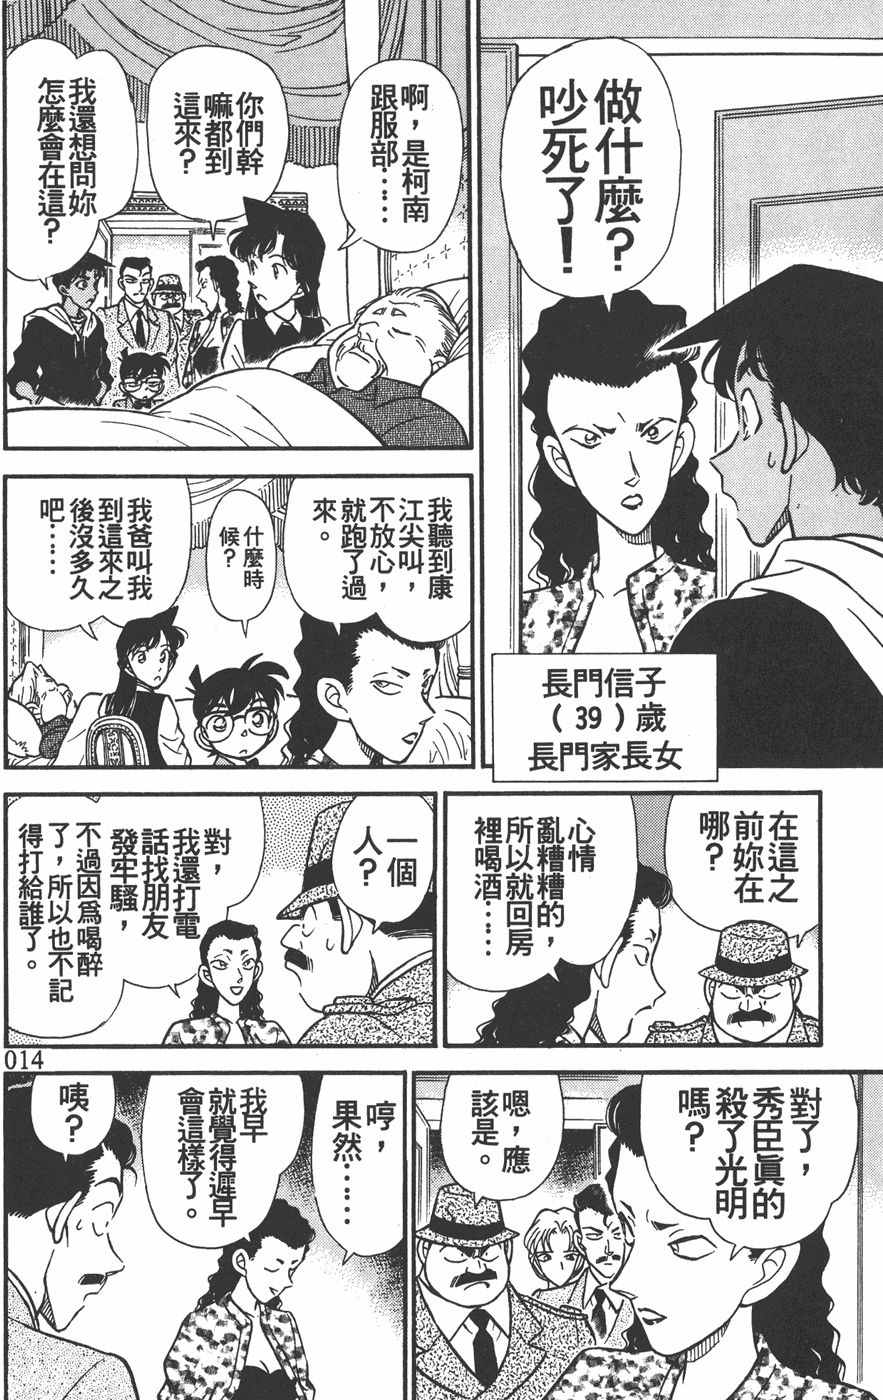 做什麼？
吵死了！
長門信子
（39）歲
長門家長女
啊，是柯南
跟服部……
你們幹
嘛都到
這來？
我還想問妳
怎麼會在這？
我聽到康
江尖叫，
不放心，
就跑了過
來。
什麼時
候？
我爸叫我
到這來之
後沒多久
吧……
在這之
前妳在
哪？
心情
亂糟糟的，
所以就回房
裡喝酒……
一個
人？
對，
我還打電
話找朋友
發牢騷，
不過因爲喝醉
了，所以也不記
得打給誰了。
014
對了，
秀臣眞的
殺了光明
嗎？
嗯，應
該是。
哼，
果然……
我早
就覺得遲早
會這樣了。
咦？